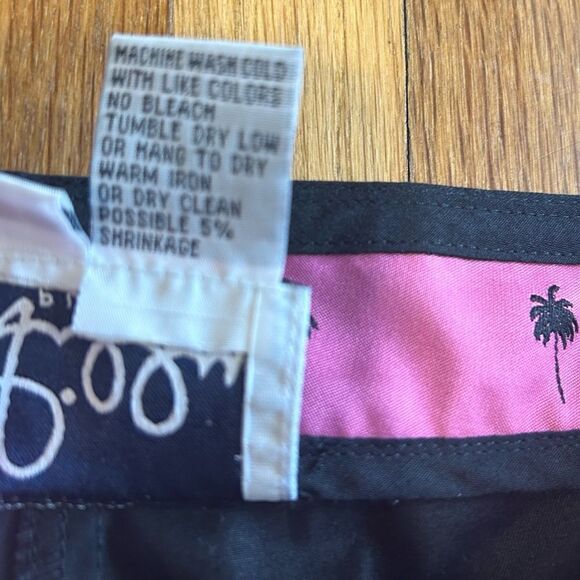 MACHINE WASH COLD
WITH LIKE COLORS
NO BLEACH
TUMBLE DRY LOW
OR HANG TO DRY
WARM IRON
OR DRY CLEAN
POSSIBLE 5%
SHRINKAGE